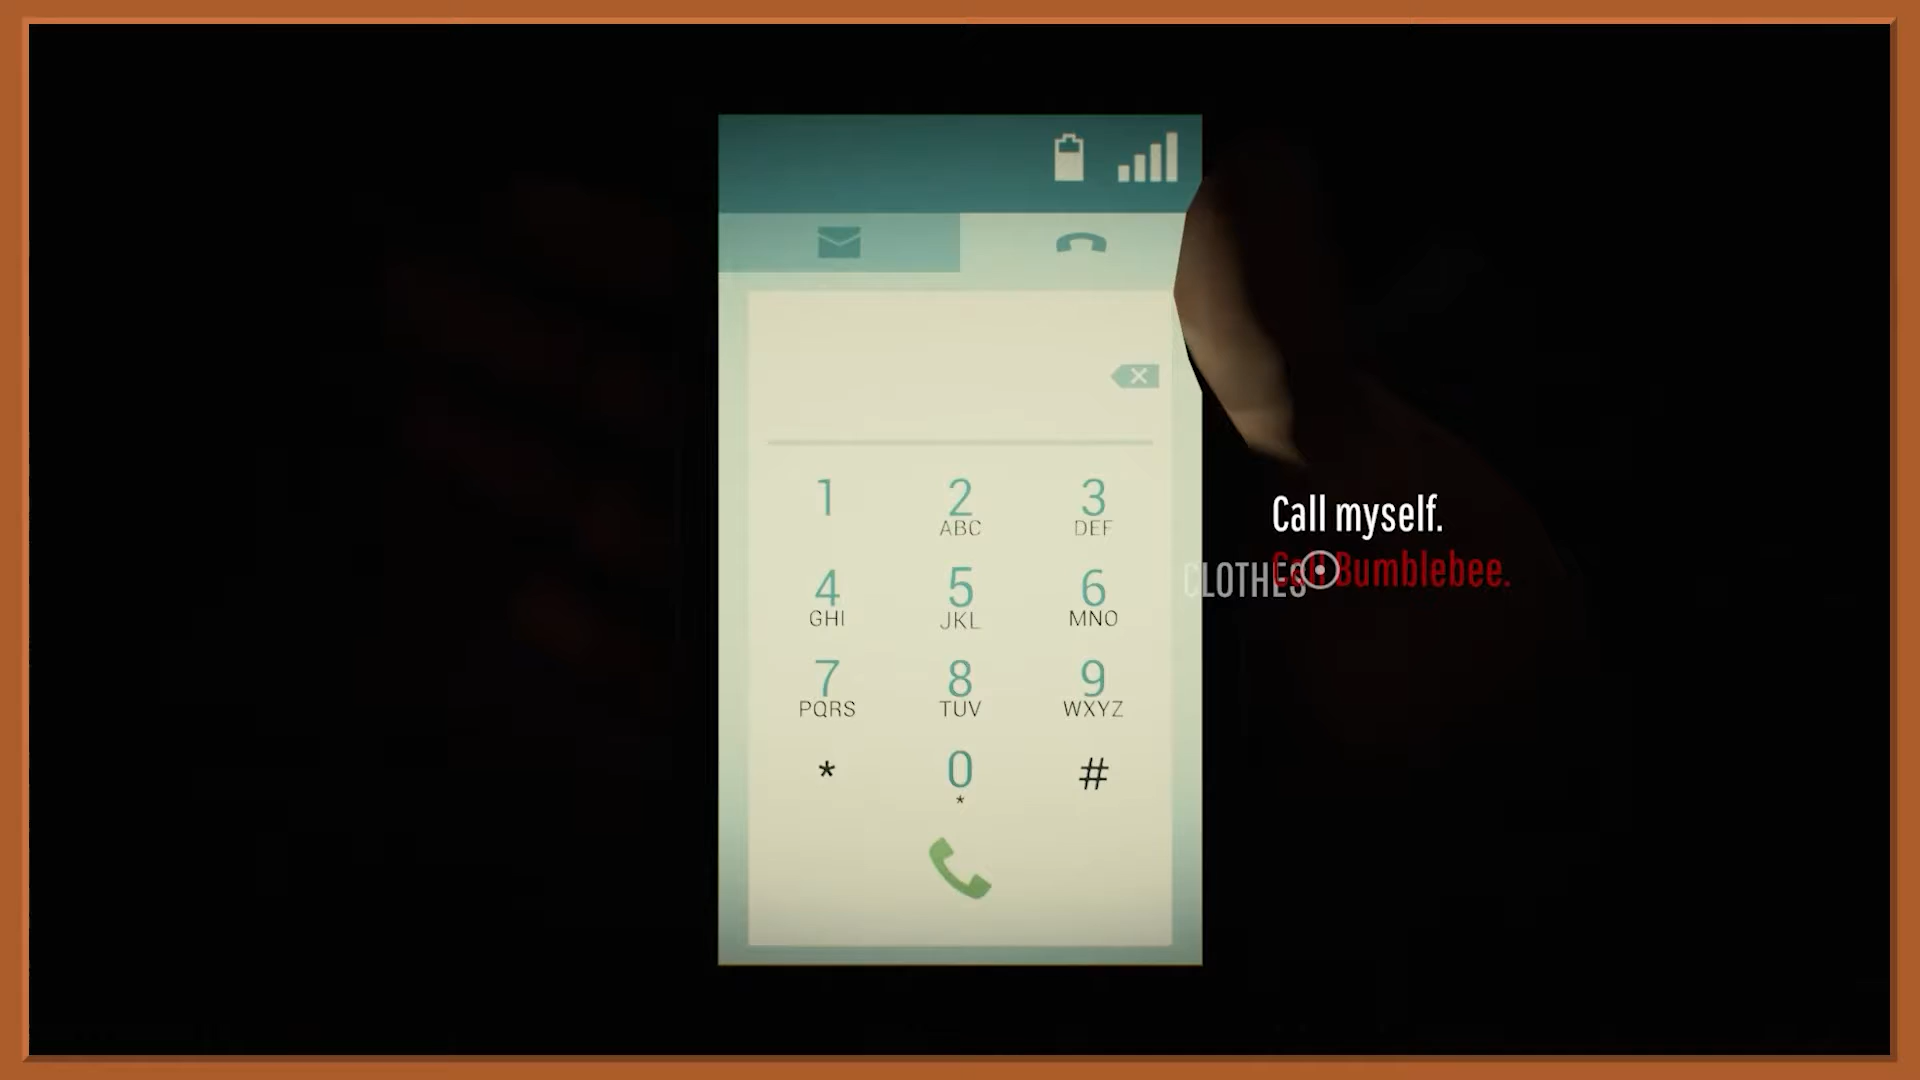 1
2
ABC
3
DEF
4
GHI
5
JKL
6
MNO
7
PQRS
8
TUV
9
WXYZ
*
0
*
#
Call myself.
Call Bumblebee.
CLOTHES